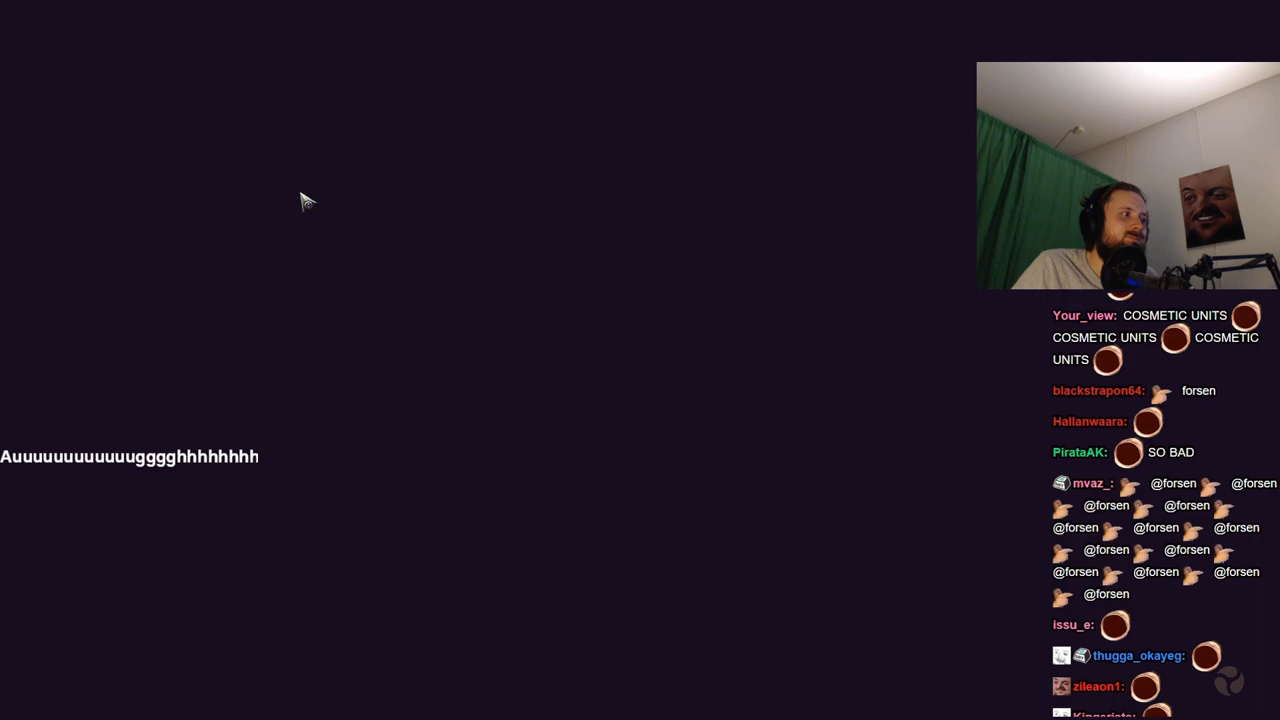 Your_view: COSMETIC UNITS
COSMETIC UNITS COSMETIC
UNITS
blackstrapon64: forsen
Hallanwaara:
Auuuuuuuuuuuuggggghhhhhhhh
PirataAK: SO BAD
mvaz_: @forsen @forsen
@forsen @forsen
@forsen @forsen @forsen
@forsen @forsen
@forsen @forsen @forsen
@forsen
issu_e:
thugga_okayeg:
zileaon1: